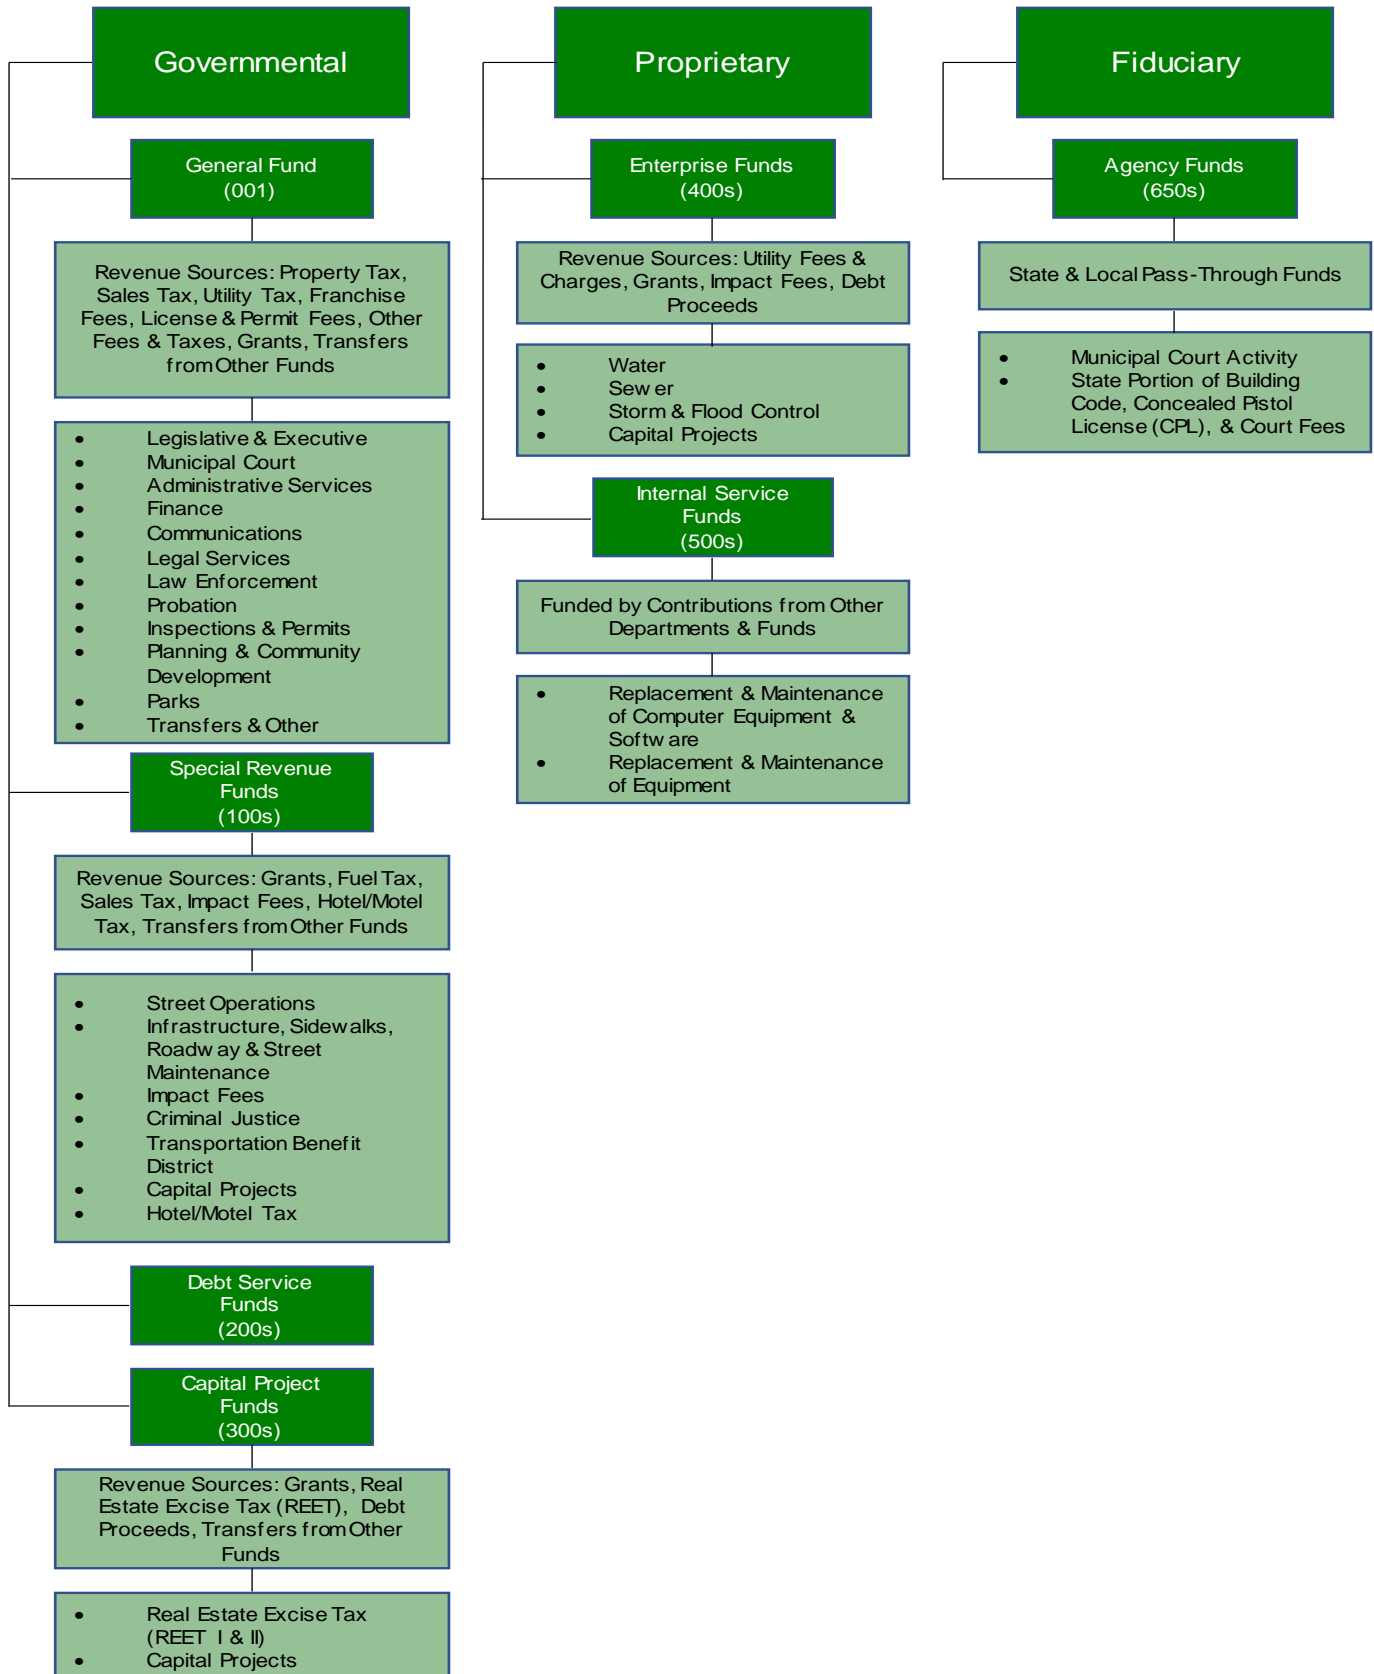 Governmental
General Fund
(001)
Revenue Sources: Property Tax,
Sales Tax, Utility Tax, Franchise
Fees, License & Permit Fees, Other
Fees & Taxes, Grants, Transfers
from Other Funds
• Legislative & Executive
• Municipal Court
• Administrative Services
• Finance
• Communications
• Legal Services
• Law Enforcement
• Probation
• Inspections & Permits
• Planning & Community
Development
• Parks
• Transfers & Other
Special Revenue
Funds
(100s)
Revenue Sources: Grants, Fuel Tax,
Sales Tax, Impact Fees, Hotel/Motel
Tax, Transfers from Other Funds
• Street Operations
• Infrastructure, Sidewalks,
Roadway & Street
Maintenance
• Impact Fees
• Criminal Justice
• Transportation Benefit
District
• Capital Projects
• Hotel/Motel Tax
Debt Service
Funds
(200s)
Capital Project
Funds
(300s)
Revenue Sources: Grants, Real
Estate Excise Tax (REET), Debt
Proceeds, Transfers from Other
Funds
• Real Estate Excise Tax
(REET I & II)
• Capital Projects
Proprietary
Enterprise Funds
(400s)
Revenue Sources: Utility Fees &
Charges, Grants, Impact Fees, Debt
Proceeds
• Water
• Sewer
• Storm & Flood Control
• Capital Projects
Internal Service
Funds
(500s)
Funded by Contributions from Other
Departments & Funds
• Replacement & Maintenance
of Computer Equipment &
Software
• Replacement & Maintenance
of Equipment
Fiduciary
Agency Funds
(650s)
State & Local Pass-Through Funds
• Municipal Court Activity
• State Portion of Building
Code, Concealed Pistol
License (CPL), & Court Fees